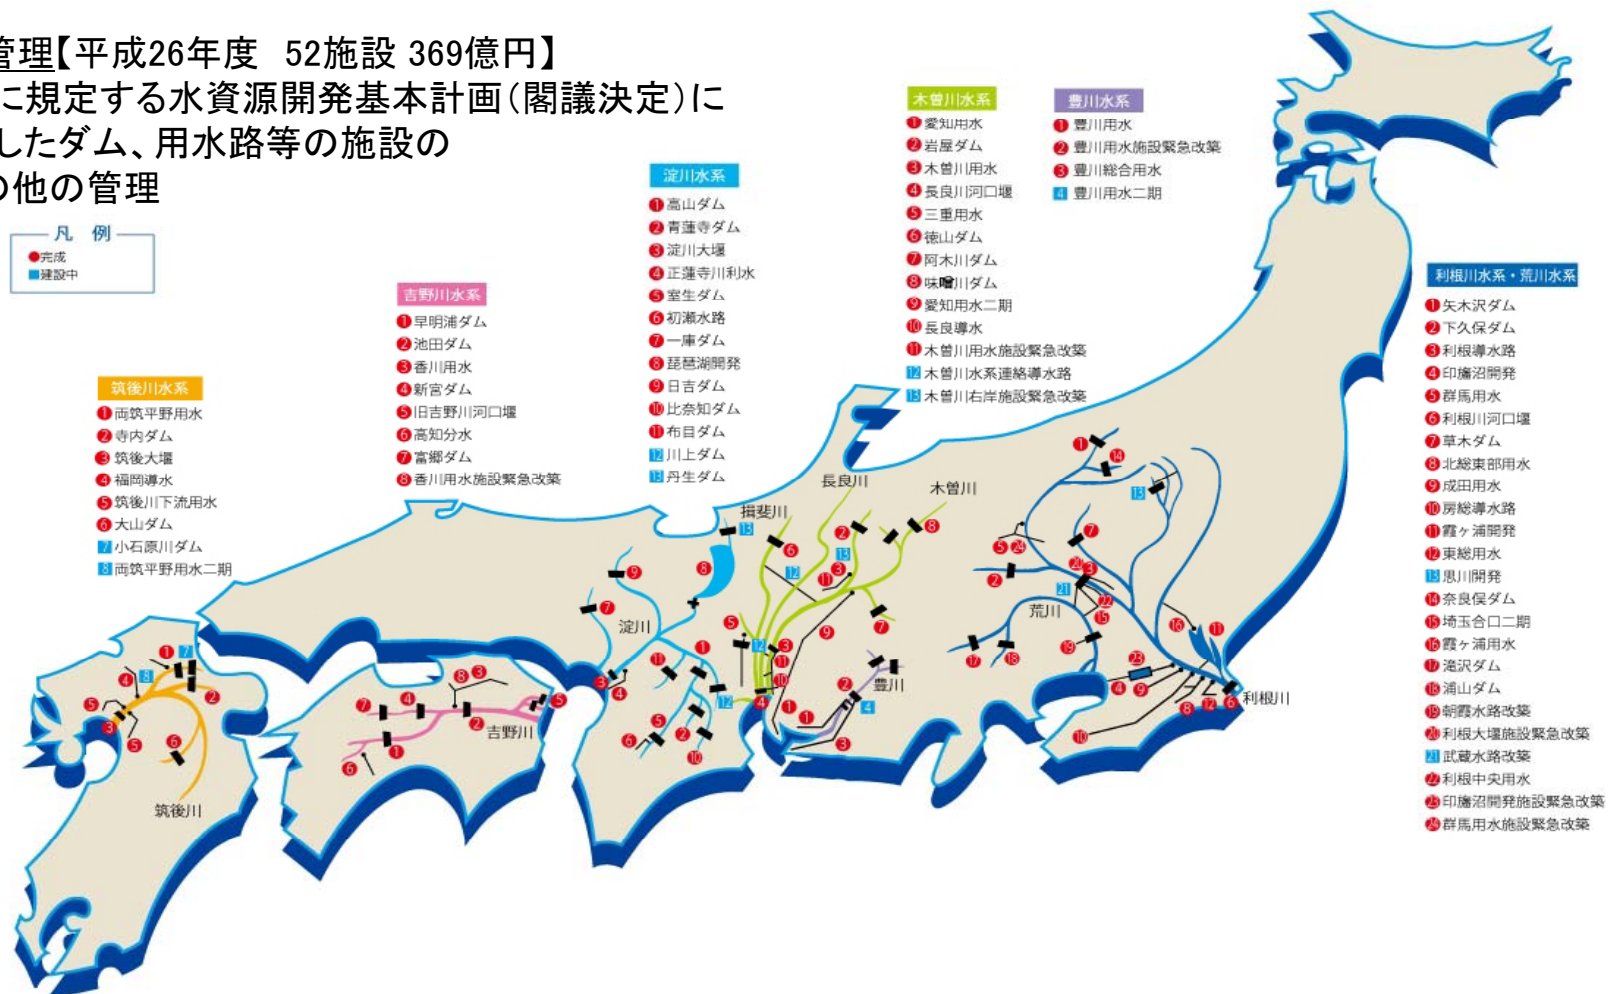 管理【平成26年度 52施設 369億円】
に規定する水資源開発基本計画(閣議決定)に
したダム、用水路等の施設の
の他の管理
凡 例
●完成
■建設中
筑後川水系
1 両筑平野用水
2 寺内ダム
3 筑後大堰
4 福岡導水
5 筑後川下流用水
6 大山ダム
7 小石原川ダム
8 両筑平野用水二期
吉野川水系
1 早明浦ダム
2 池田ダム
3 香川用水
4 新宮ダム
5 旧吉野川河口堰
6 高知分水
7 富郷ダム
8 香川用水施設緊急改築
淀川水系
1 高山ダム
2 青蓮寺ダム
3 淀川大堰
4 正蓮寺川利水
5 室生ダム
6 初瀬水路
7 一庫ダム
8 琵琶湖開発
9 日吉ダム
10 比奈知ダム
11 布目ダム
12 川上ダム
13 丹生ダム
木曽川水系
1 愛知用水
2 岩屋ダム
3 木曽川用水
4 長良川河口堰
5 三重用水
6 徳山ダム
7 阿木川ダム
8 味噌川ダム
9 愛知用水二期
10 長良導水
11 木曽川用水施設緊急改築
12 木曽川水系連絡導水路
13 木曽川右岸施設緊急改築
豊川水系
1 豊川用水
2 豊川用水施設緊急改築
3 豊川総合用水
4 豊川用水二期
利根川水系・荒川水系
1 矢木沢ダム
2 下久保ダム
3 利根導水路
4 印旛沼開発
5 群馬用水
6 利根川河口堰
7 草木ダム
8 北総東部用水
9 成田用水
10 房総導水路
11 霞ヶ浦開発
12 東総用水
13 思川開発
14 奈良俣ダム
15 埼玉合口二期
16 霞ヶ浦用水
17 滝沢ダム
18 浦山ダム
19 朝霞水路改築
20 利根大堰施設緊急改築
21 武蔵水路改築
22 利根中央用水
23 印旛沼開発施設緊急改築
24 群馬用水施設緊急改築
長良川
木曽川
揖斐川
淀川
荒川
豊川
利根川
吉野川
筑後川